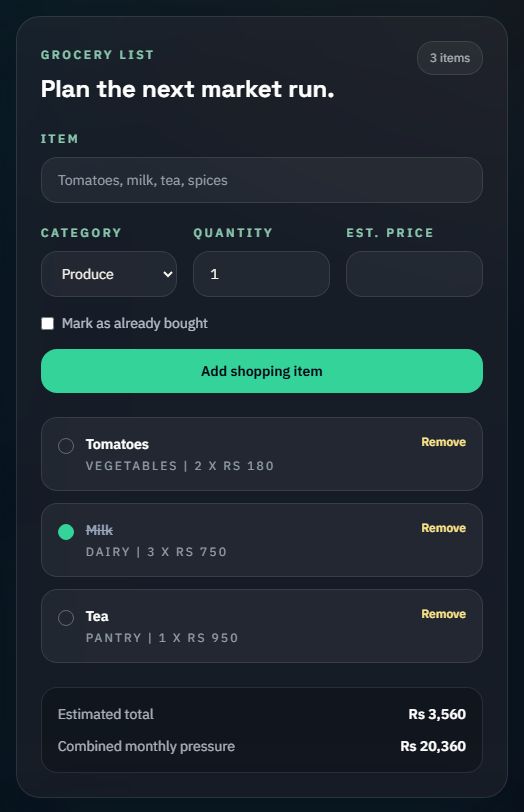 GROCERY LIST
3 items
Plan the next market run.
ITEM
Tomatoes, milk, tea, spices
CATEGORY QUANTITY EST. PRICE
Produce 1
Mark as already bought
Add shopping item
Tomatoes Remove
VEGETABLES | 2 X RS 180
Milk Remove
DAIRY | 3 X RS 750
Tea Remove
PANTRY | 1 X RS 950
Estimated total Rs 3,560
Combined monthly pressure Rs 20,360